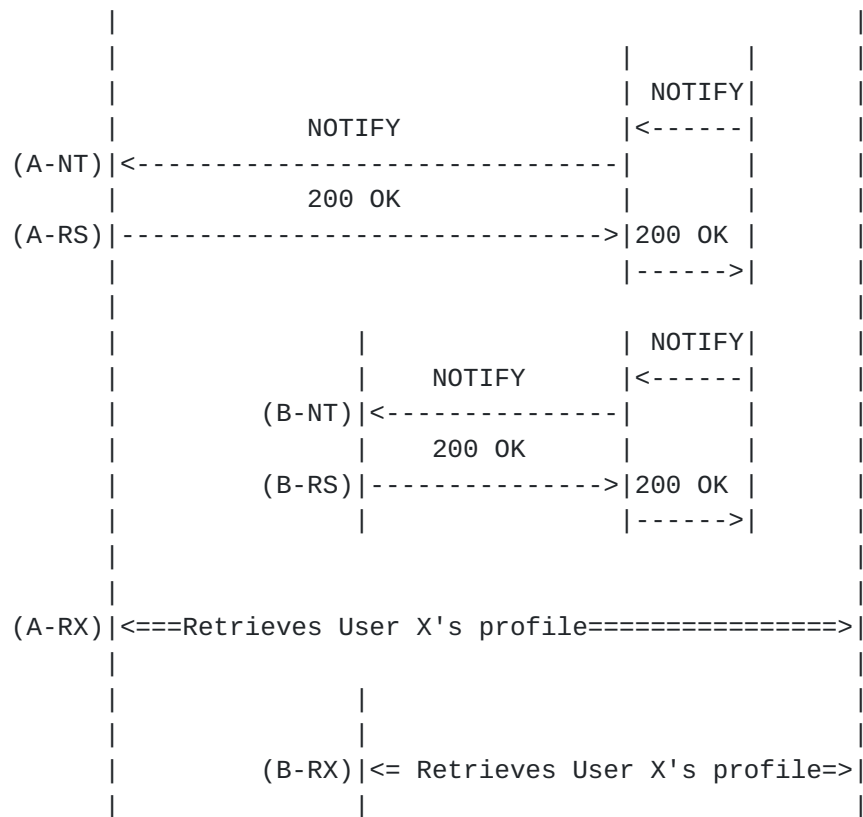 |                                               |
|                                |       |      |
|                                | NOTIFY|      |
|            NOTIFY              |<------|      |
(A-NT)|<-------------------------------|       |      |
|            200 OK              |       |      |
(A-RS)|------------------------------->|200 OK |      |
|                                |------>|      |
|                                               |
|               |                | NOTIFY|      |
|               |    NOTIFY      |<------|      |
|         (B-NT)|<---------------|       |      |
|               |    200 OK      |       |      |
|         (B-RS)|--------------->|200 OK |      |
|               |                |------>|      |
|                                               |
|                                               |
(A-RX)|<===Retrieves User X's profile================>|
|                                               |
|               |                               |
|               |                               |
|         (B-RX)|<= Retrieves User X's profile=>|
|               |                               |